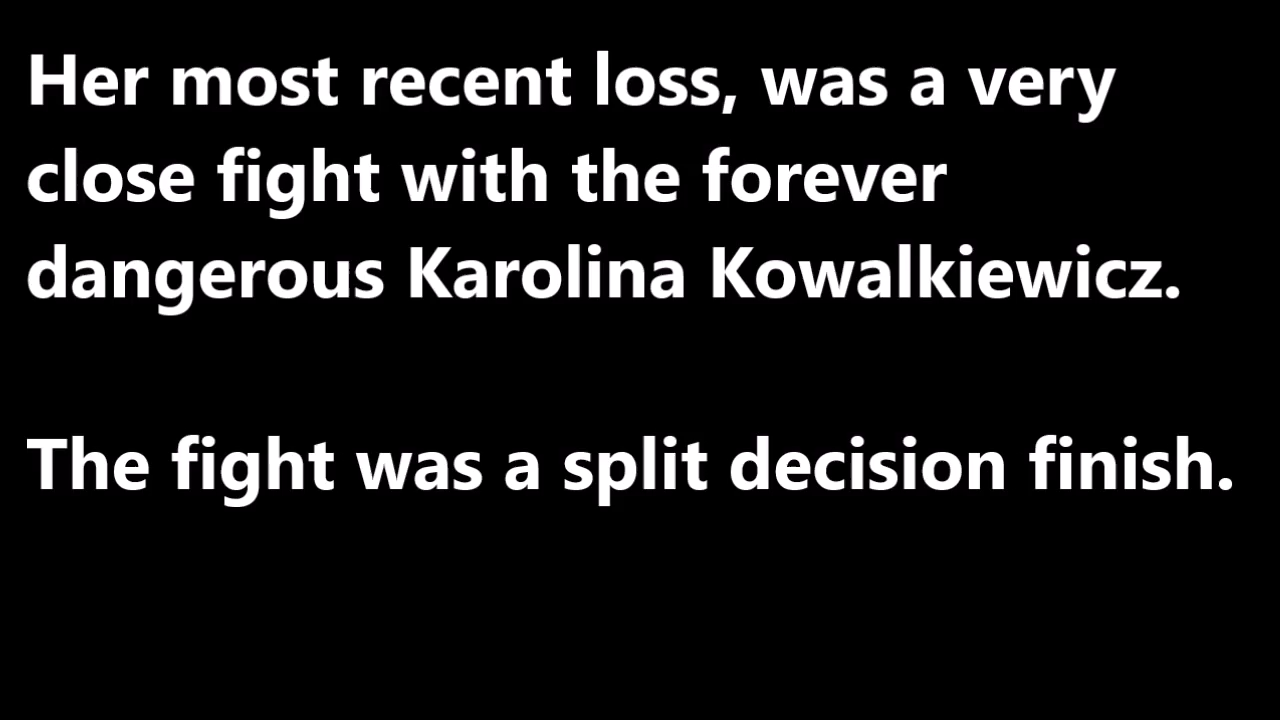 Her most recent loss, was a very
close fight with the forever
dangerous Karolina Kowalkiewicz.
The fight was a split decision finish.